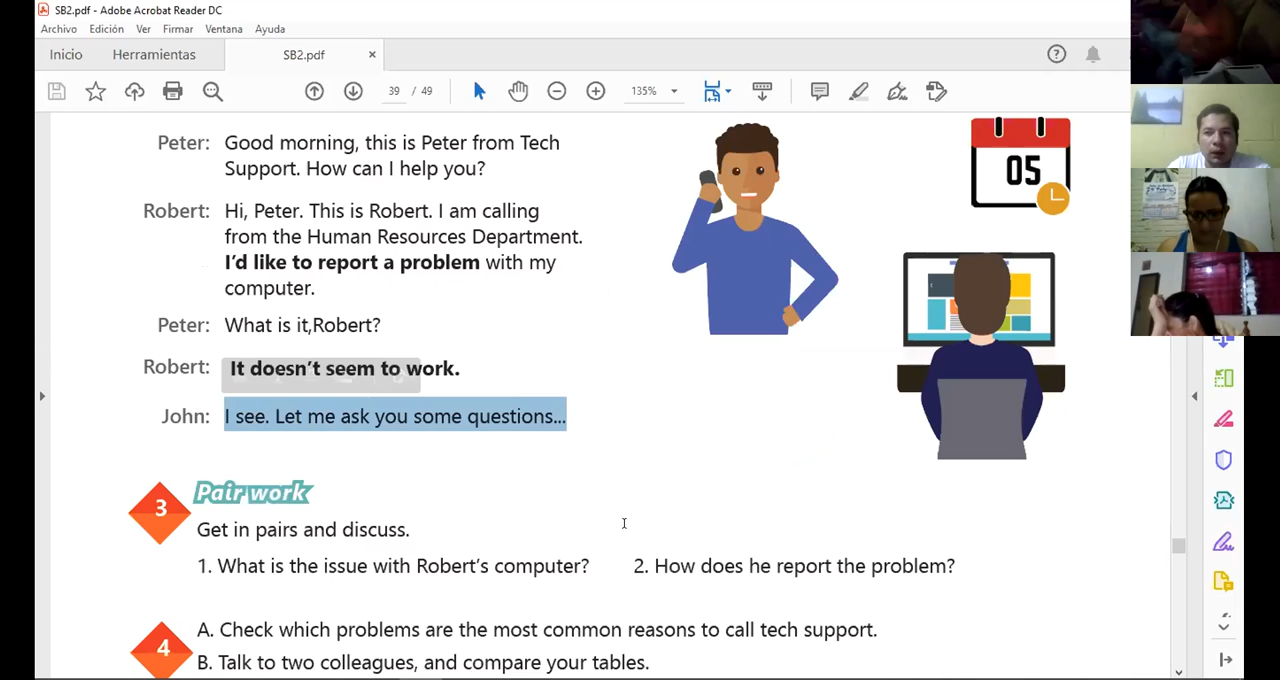 SB2.pdf - Adobe Acrobat Reader DC
Archivo Edición Ver Firmar Ventana Ayuda
Inicio Herramientas SB2.pdf ×
39 / 49 135%
Peter: Good morning, this is Peter from Tech
Support. How can I help you?
Robert: Hi, Peter. This is Robert. I am calling
from the Human Resources Department.
I'd like to report a problem with my
computer.
Peter: What is it,Robert?
Robert: It doesn't seem to work.
John: I see. Let me ask you some questions...
05
3 Pair work
Get in pairs and discuss.
1. What is the issue with Robert's computer? 2. How does he report the problem?
4 A. Check which problems are the most common reasons to call tech support.
B. Talk to two colleagues, and compare your tables.